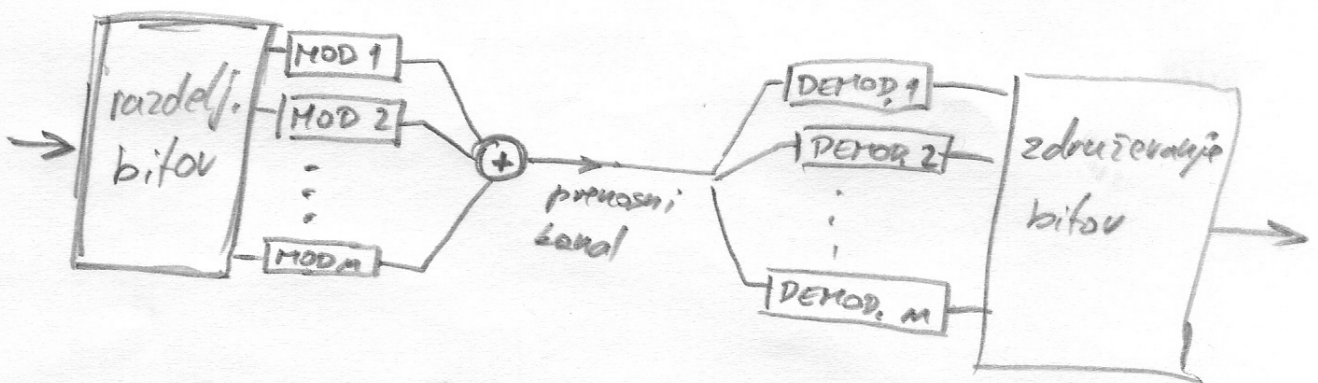 razdelj.
bitov
MOD 1
MOD 2
MOD n
+
prenosni
kanal
DEMOD. 1
DEMOD. 2
DEMOD. n
združevanje
bitov